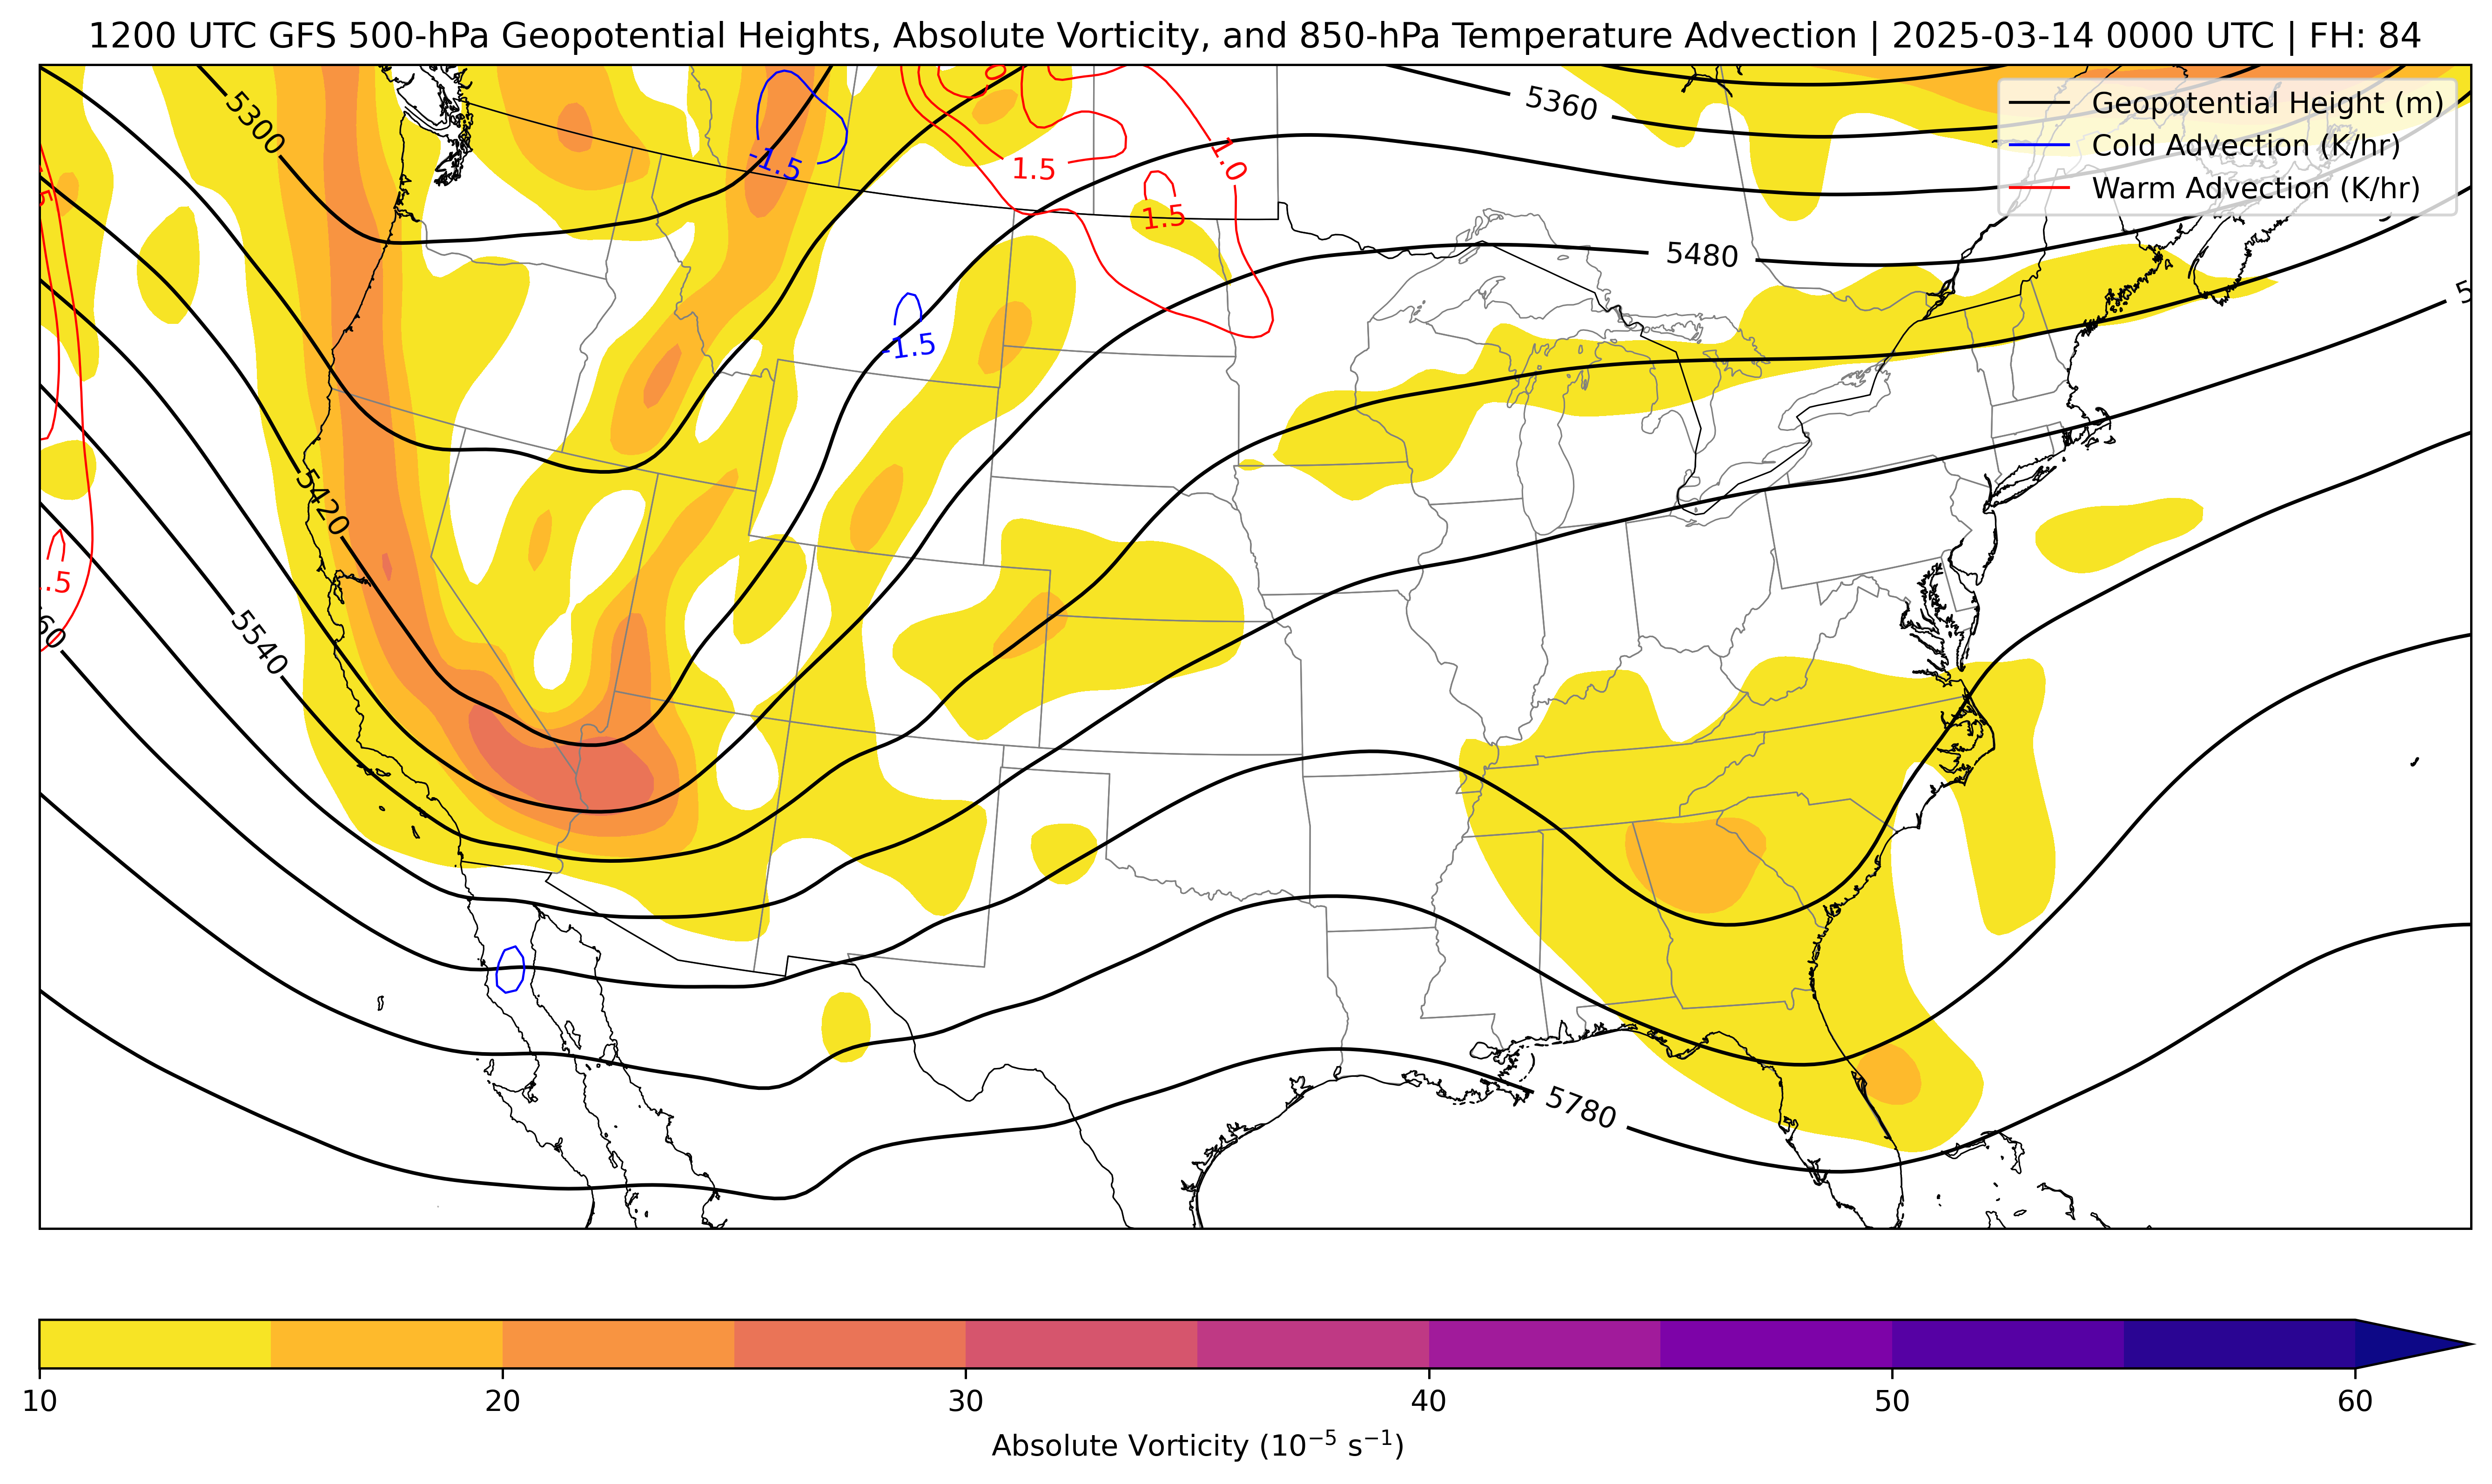 1200 UTC GFS 500-hPa Geopotential Heights, Absolute Vorticity, and 850-hPa Temperature Advection | 2025-03-14 0000 UTC | FH: 84
Geopotential Height (m)
Cold Advection (K/hr)
Warm Advection (K/hr)
5300
5360
-1.5
1.5
1.0
1.5
5480
-1.5
5420
.5
60
5540
5780
10 20 30 40 50 60
Absolute Vorticity (10⁻⁵ s⁻¹)